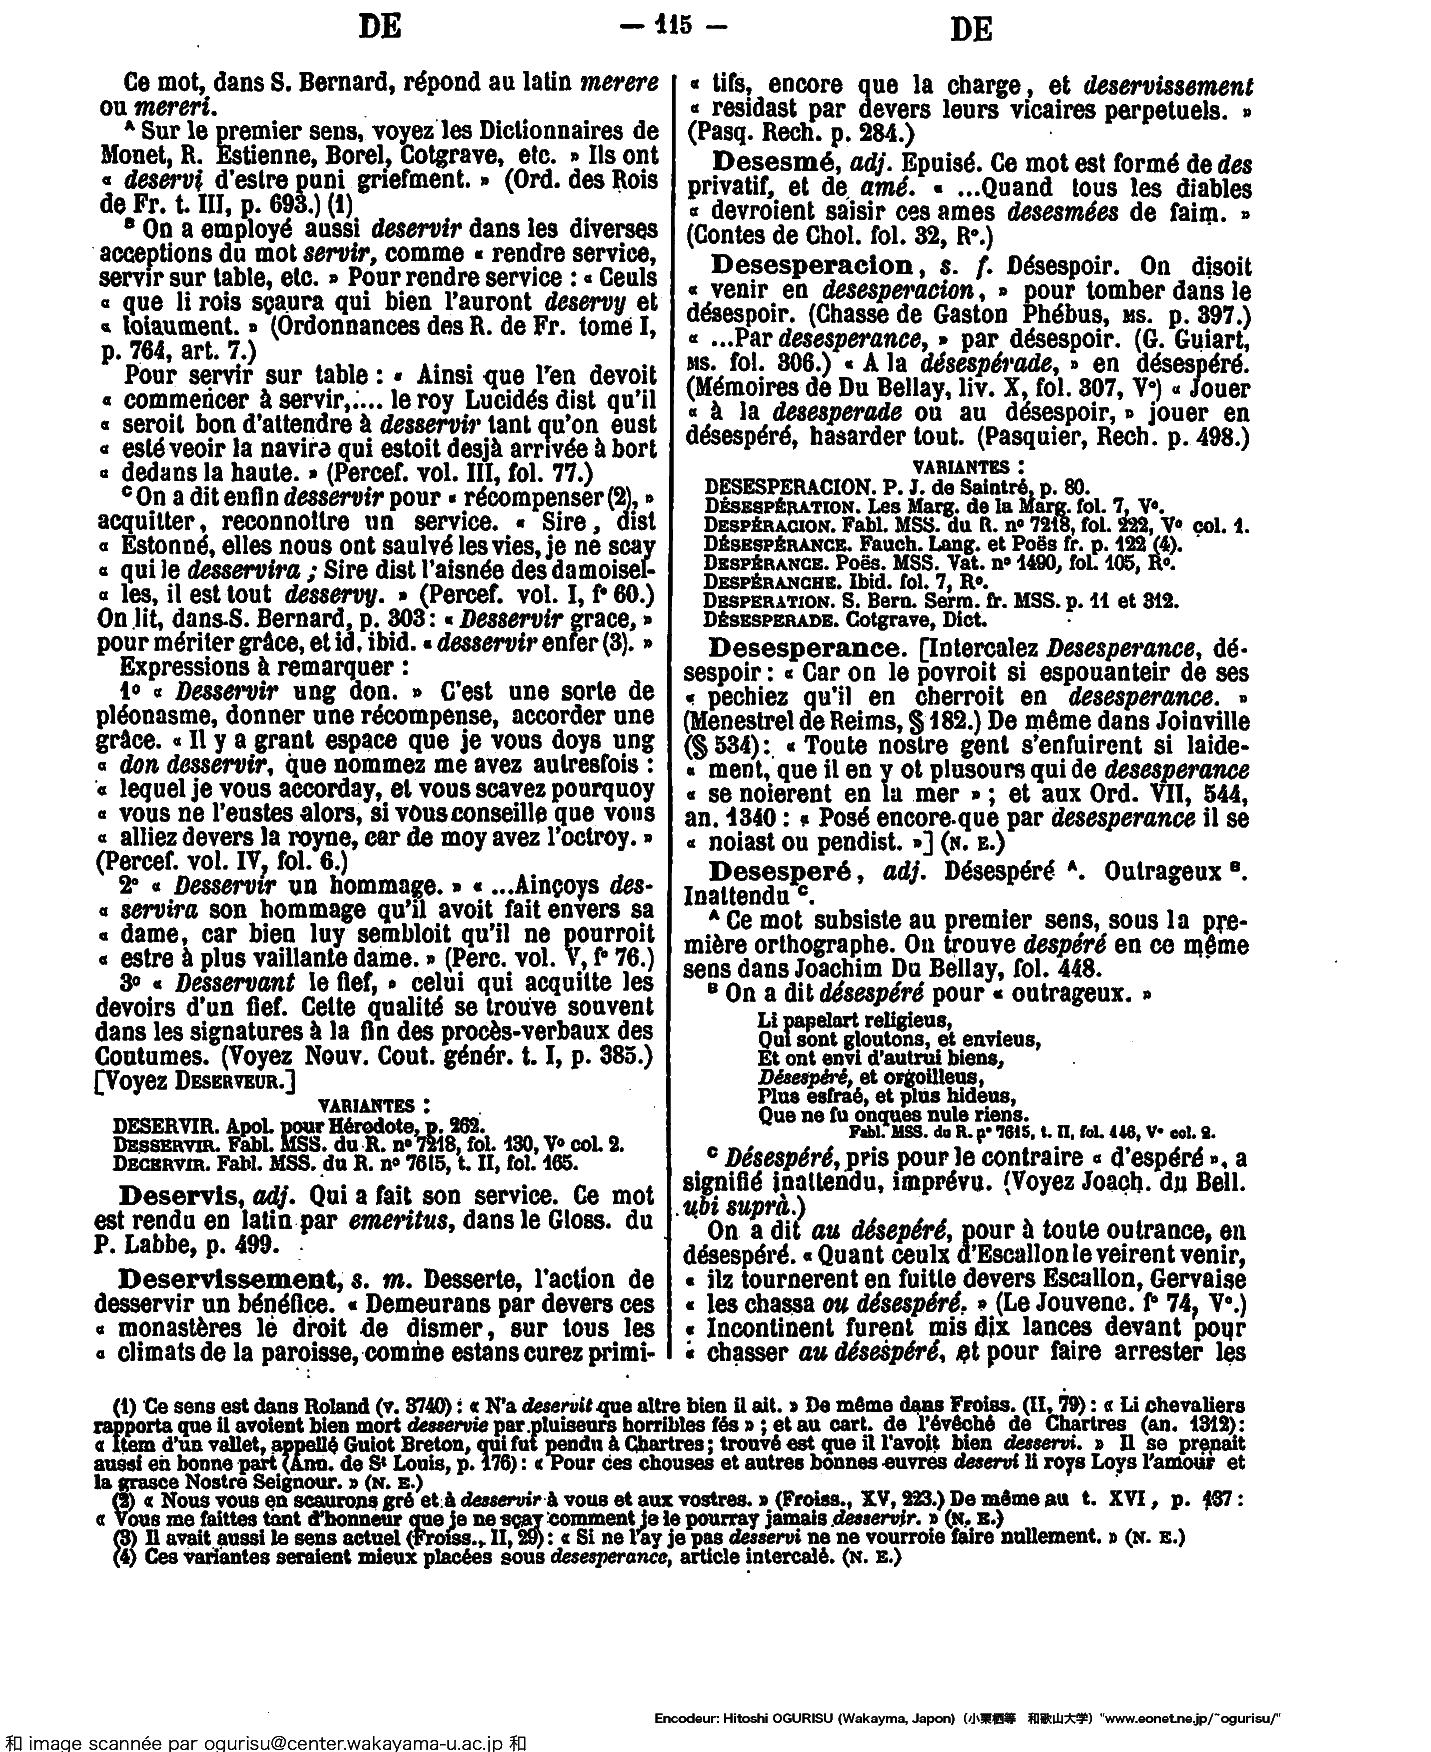 DE — 115 — DE
Ce mot, dans S. Bernard, répond au latin merere
ou mereri.
A Sur le premier sens, voyez les Dictionnaires de
Monet, R. Estienne, Borel, Cotgrave, etc. » Ils ont
« deservi d'estre puni griefment. » (Ord. des Rois
de Fr. t. III, p. 693.) (1)
B On a employé aussi deservir dans les diverses
acceptions du mot servir, comme « rendre service,
servir sur table, etc. » Pour rendre service : « Ceuls
« que li rois sçaura qui bien l'auront deservy et
« loiaument. » (Ordonnances des R. de Fr. tome I,
p. 764, art. 7.)
Pour servir sur table : « Ainsi que l'en devoit
« commencer à servir,.... le roy Lucidés dist qu'il
« seroit bon d'attendre à desservir tant qu'on eust
« esté veoir la navire qui estoit desjà arrivée à bort
« dedans la haute. » (Percef. vol. III, fol. 77.)
C On a dit enfin desservir pour « récompenser (2), »
acquitter, reconnoître un service. « Sire, dist
« Estonné, elles nous ont saulvé les vies, je ne scay
« qui le desservira ; Sire dist l'aisnée des damoisel-
« les, il est tout desservy. » (Percef. vol. I, f° 60.)
On lit, dans S. Bernard, p. 303 : « Desservir grace, »
pour mériter grâce, et id. ibid. « desservir enfer (3). »
Expressions à remarquer :
1° « Desservir ung don. » C'est une sorte de
pléonasme, donner une récompense, accorder une
grâce. « Il y a grant espace que je vous doys ung
« don desservir, que nommez me avez autresfois :
« lequel je vous accorday, et vous scavez pourquoy
« vous ne l'eustes alors, si vous conseille que vous
« alliez devers la royne, car de moy avez l'octroy. »
(Percef. vol. IV, fol. 6.)
2° « Desservir un hommage. » « ...Ainçoys des-
« servira son hommage qu'il avoit fait envers sa
« dame, car bien luy sembloit qu'il ne pourroit
« estre à plus vaillante dame. » (Perc. vol. V, f° 76.)
3° « Desservant le fief, » celui qui acquitte les
devoirs d'un fief. Cette qualité se trouve souvent
dans les signatures à la fin des procès-verbaux des
Coutumes. (Voyez Nouv. Cout. génér. t. I, p. 385.)
[Voyez DESERVEUR.]
VARIANTES :
DESERVIR. Apol. pour Hérodote, p. 262.
DESSERVIR. Fabl. MSS. du R. n° 7218, fol. 130, V° col. 2.
DECERVIR. Fabl. MSS. du R. n° 7615, t. II, fol. 165.
Deservis, adj. Qui a fait son service. Ce mot
est rendu en latin par emeritus, dans le Gloss. du
P. Labbe, p. 499.
Deservissement, s. m. Desserte, l'action de
desservir un bénéfice. « Demeurans par devers ces
« monastères le droit de dismer, sur tous les
« climats de la paroisse, comme estans curez primi-
« tifs, encore que la charge, et deservissement
« residast par devers leurs vicaires perpetuels. »
(Pasq. Rech. p. 284.)
Desesmé, adj. Epuisé. Ce mot est formé de des
privatif, et de amé. « ...Quand tous les diables
« devroient saisir ces ames desesmées de faim. »
(Contes de Chol. fol. 32, R°.)
Desesperacion, s. f. Désespoir. On disoit
« venir en desesperacion, » pour tomber dans le
désespoir. (Chasse de Gaston Phébus, MS. p. 397.)
« ...Par desesperance, » par désespoir. (G. Guiart,
MS. fol. 306.) « A la désespérade, » en désespéré.
(Mémoires de Du Bellay, liv. X, fol. 307, V°) « Jouer
« à la desesperade ou au désespoir, » jouer en
désespéré, hasarder tout. (Pasquier, Rech. p. 498.)
VARIANTES :
DESESPERACION. P. J. de Saintré, p. 80.
DÉSESPÉRATION. Les Marg. de la Marg. fol. 7, V°.
DESPÉRACION. Fabl. MSS. du R. n° 7218, fol. 222, V° col. 1.
DÉSESPÉRANCE. Fauch. Lang. et Poës fr. p. 122 (4).
DESPÉRANCE. Poës. MSS. Vat. n° 1490, fol. 105, R°.
DESPÉRANCHE. Ibid. fol. 7, R°.
DESPERATION. S. Bern. Serm. fr. MSS. p. 11 et 312.
DÉSESPERADE. Cotgrave, Dict.
Desesperance. [Intercalez Desesperance, dé-
sespoir : « Car on le povroit si espouanteir de ses
« pechiez qu'il en cherroit en desesperance. »
(Menestrel de Reims, § 182.) De même dans Joinville
(§ 534) : « Toute nostre gent s'enfuirent si laide-
« ment, que il en y ot plusours qui de desesperance
« se noierent en la mer » ; et aux Ord. VII, 544,
an. 1340 : « Posé encore que par desesperance il se
« noiast ou pendist. »] (N. E.)
Desesperé, adj. Désespéré A. Outrageux B.
Inattendu C.
A Ce mot subsiste au premier sens, sous la pre-
mière orthographe. On trouve despéré en ce même
sens dans Joachim Du Bellay, fol. 448.
B On a dit désespéré pour « outrageux. »
Li papelart religieus,
Qui sont gloutons, et envieus,
Et ont envi d'autrui biens,
Désespéré, et orgoilleus,
Plus esfraé, et plus hideus,
Que ne fu onques nule riens.
Fabl. MSS. du R. n° 7615, t. II, fol. 146, V° col. 2.
C Désespéré, pris pour le contraire « d'espéré », a
signifié inattendu, imprévu. (Voyez Joach. du Bell.
ubi suprà.)
On a dit au désepéré, pour à toute outrance, en
désespéré. « Quant ceulx d'Escallon le veirent venir,
« ilz tournerent en fuitte devers Escallon, Gervaise
« les chassa ou désespéré. » (Le Jouvenc. f° 74, V°.)
« Incontinent furent mis dix lances devant pour
« chasser au désespéré, et pour faire arrester les
(1) Ce sens est dans Roland (v. 3740) : « N'a deservit que altre bien il ait. » De même dans Froiss. (II, 79) : « Li chevaliers
rapporta que il avoient bien mort desservie par pluiseurs horribles fés » ; et au cart. de l'évêché de Chartres (an. 1312) :
« Item d'un vallet, appellé Guiot Breton, qui fut pendu à Chartres ; trouvé est que il l'avoit bien desservi. » Il se prenait
aussi en bonne part (Ann. de St Louis, p. 176) : « Pour ces chouses et autres bonnes euvres deservi li roys Loys l'amour et
la grasce Nostre Seignour. » (N. E.)
(2) « Nous vous en scaurons gré et à desservir à vous et aux vostres. » (Froiss., XV, 223.) De même au t. XVI, p. 137 :
« Vous me faittes tant d'honneur que je ne sçay comment je le pourray jamais desservir. » (N. E.)
(3) Il avait aussi le sens actuel (Froiss., II, 29) : « Si ne l'ay je pas desservi ne ne vourroie faire nullement. » (N. E.)
(4) Ces variantes seraient mieux placées sous desesperance, article intercalé. (N. E.)
Encodeur: Hitoshi OGURISU (Wakayma, Japon) (小栗栖等 和歌山大学) "www.eonet.ne.jp/~ogurisu/"
和 image scannée par ogurisu@center.wakayama-u.ac.jp 和